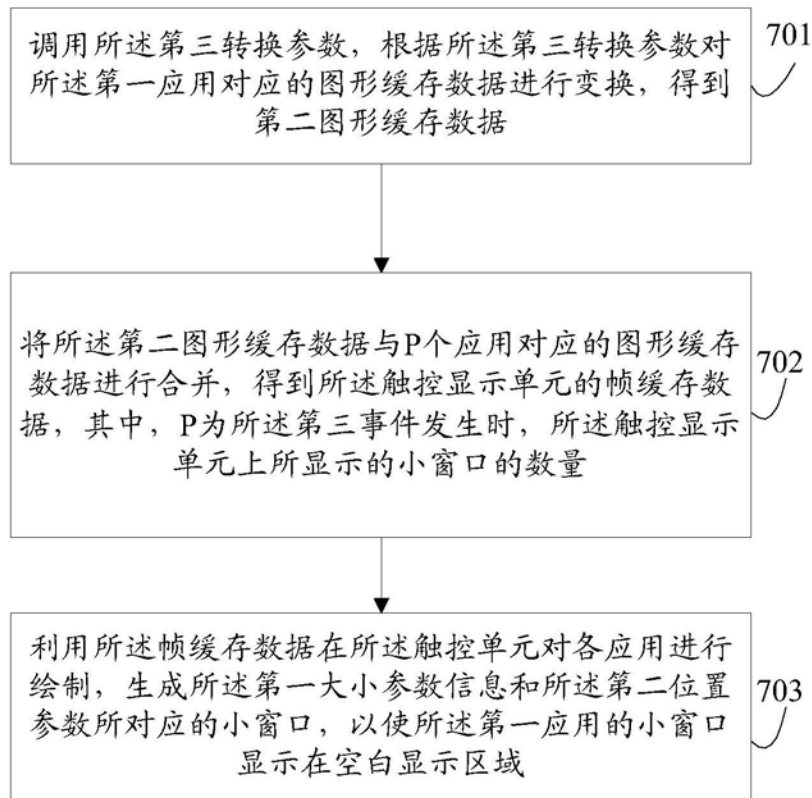 调用所述第三转换参数，根据所述第三转换参数对
所述第一应用对应的图形缓存数据进行变换，得到
第二图形缓存数据
701
将所述第二图形缓存数据与P个应用对应的图形缓存
数据进行合并，得到所述触控显示单元的帧缓存数
据，其中，P为所述第三事件发生时，所述触控显示
单元上所显示的小窗口的数量
702
利用所述帧缓存数据在所述触控单元对各应用进行
绘制，生成所述第一大小参数信息和所述第二位置
参数所对应的小窗口，以使所述第一应用的小窗口
显示在空白显示区域
703